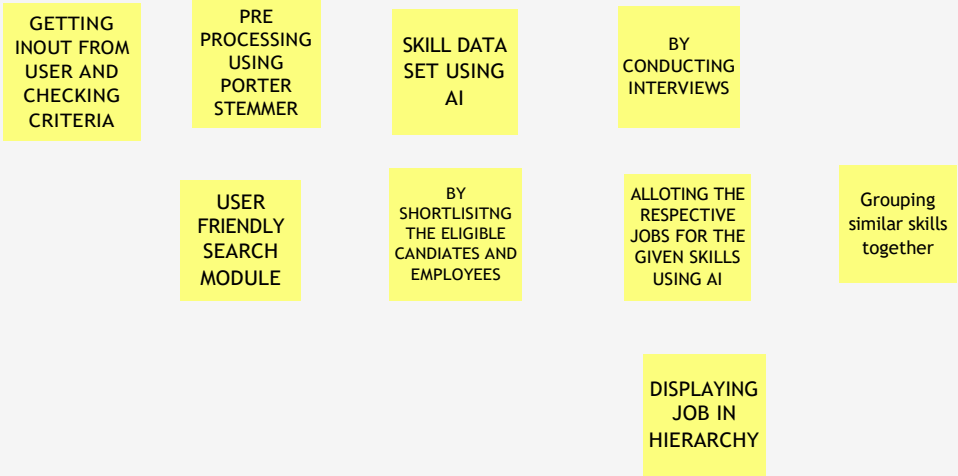 GETTING
INOUT FROM
USER AND
CHECKING
CRITERIA
PRE
PROCESSING
USING
PORTER
STEMMER
SKILL DATA
SET USING
AI
BY
CONDUCTING
INTERVIEWS
USER
FRIENDLY
SEARCH
MODULE
BY
SHORTLISITNG
THE ELIGIBLE
CANDIATES AND
EMPLOYEES
ALLOTING THE
RESPECTIVE
JOBS FOR THE
GIVEN SKILLS
USING AI
Grouping
similar skills
together
DISPLAYING
JOB IN
HIERARCHY